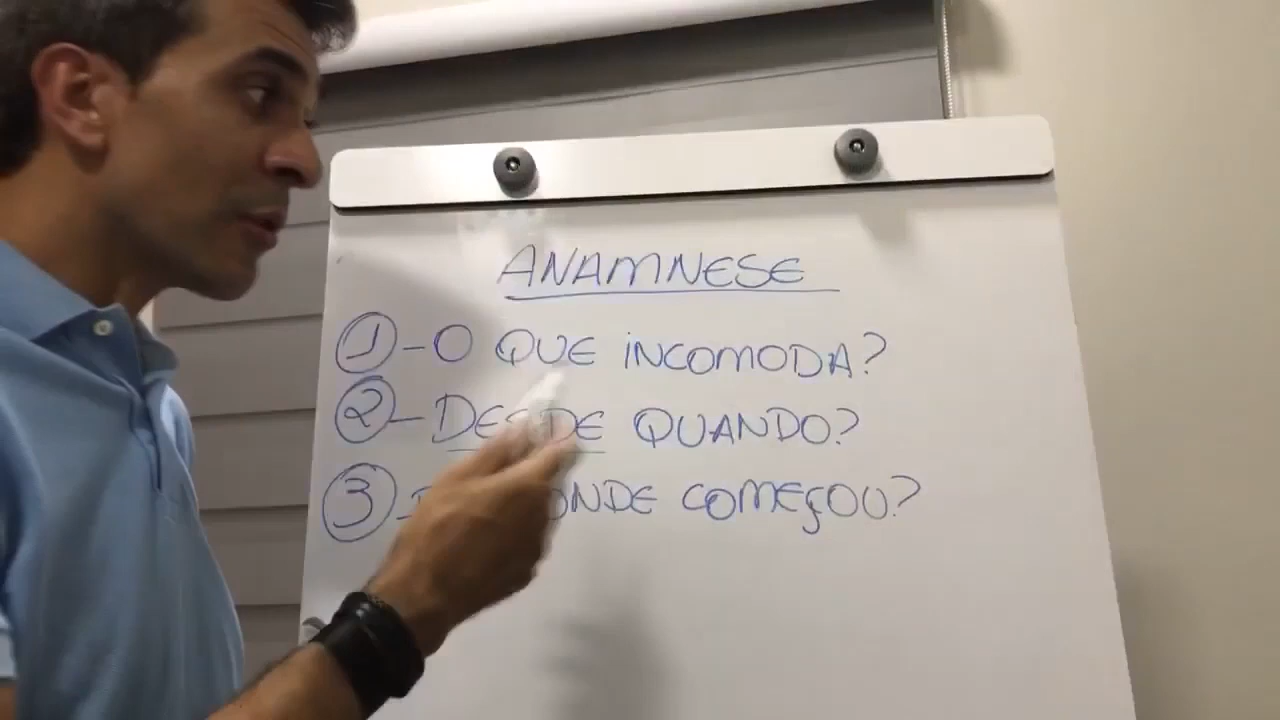 ANAMNESE
1 - O QUE INCOMODA?
2 - DESDE QUANDO?
3 - ONDE COMEÇOU?